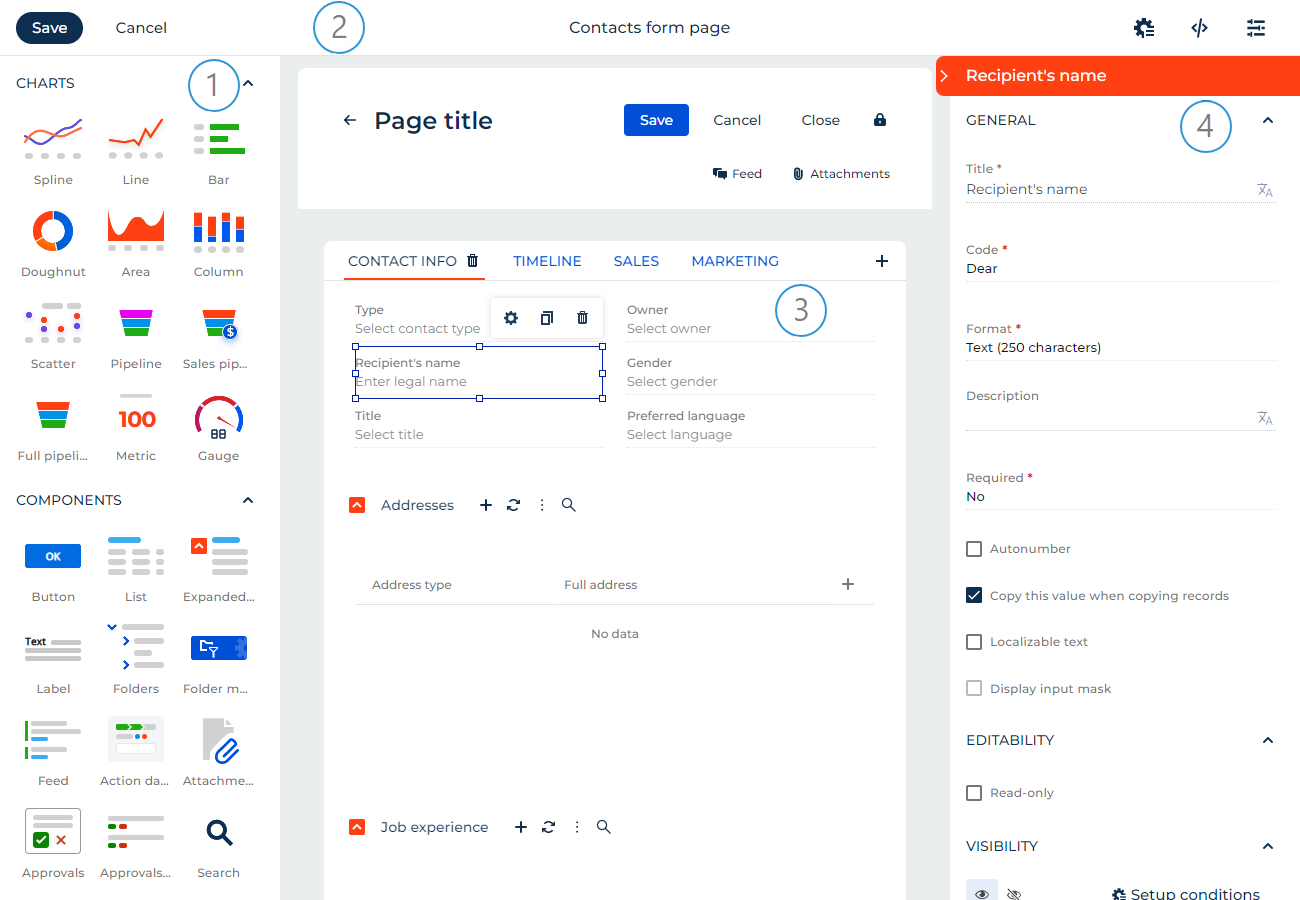 Save
Cancel
2
Contacts form page
CHARTS
1
Spline
Line
Bar
Doughnut
Area
Column
Scatter
Pipeline
$
Sales pip...
Full pipeli...
100
Metric
88
Gauge
COMPONENTS
OK
Button
List
Expanded...
Text
Label
Folders
Folder m...
Feed
Action da...
Attachme...
Approvals
Approvals...
Search
Page title
Save
Cancel
Close
Feed
Attachments
CONTACT INFO
TIMELINE
SALES
MARKETING
3
Type
Select contact type
Owner
Select owner
Recipient's name
Enter legal name
Gender
Select gender
Title
Select title
Preferred language
Select language
Addresses
Address type
Full address
No data
Job experience
Recipient's name
GENERAL
4
Title *
Recipient's name
Code *
Dear
Format *
Text (250 characters)
Description
Required *
No
Autonumber
Copy this value when copying records
Localizable text
Display input mask
EDITABILITY
Read-only
VISIBILITY
Setup conditions